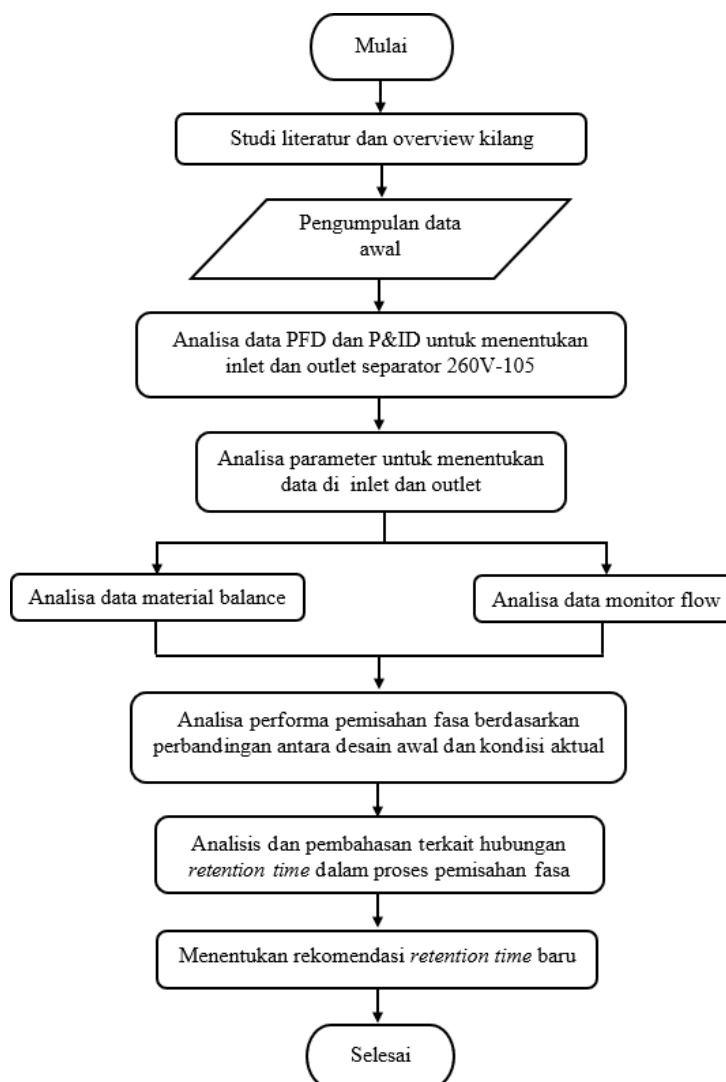 Mulai
Studi literatur dan overview kilang
Pengumpulan data
awal
Analisa data PFD dan P&ID untuk menentukan
inlet dan outlet separator 260V-105
Analisa parameter untuk menentukan
data di inlet dan outlet
Analisa data material balance
Analisa data monitor flow
Analisa performa pemisahan fasa berdasarkan
perbandingan antara desain awal dan kondisi aktual
Analisis dan pembahasan terkait hubungan
retention time dalam proses pemisahan fasa
Menentukan rekomendasi retention time baru
Selesai